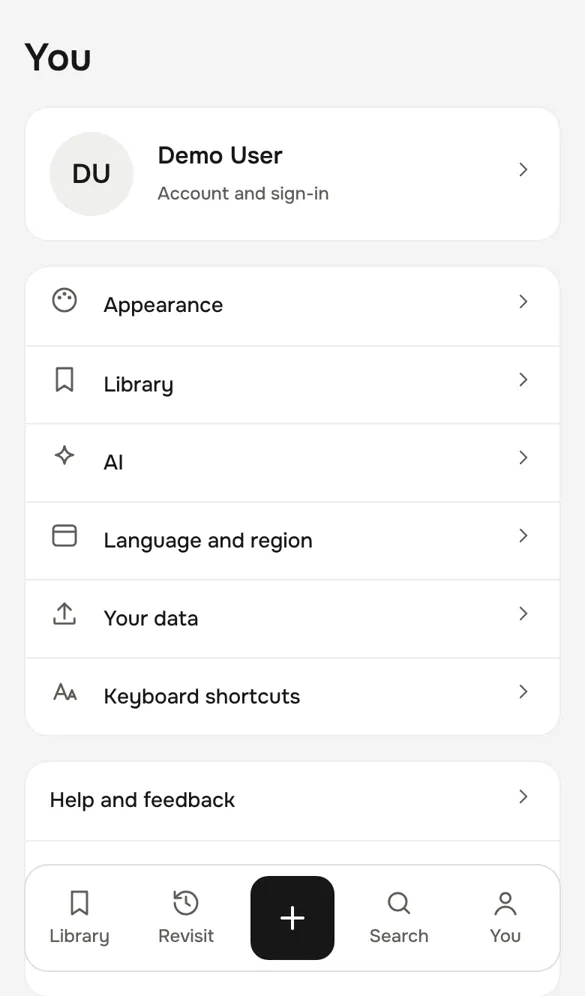 You
DU
Demo User
Account and sign-in
Appearance
Library
AI
Language and region
Your data
Keyboard shortcuts
Help and feedback
Library
Revisit
Search
You